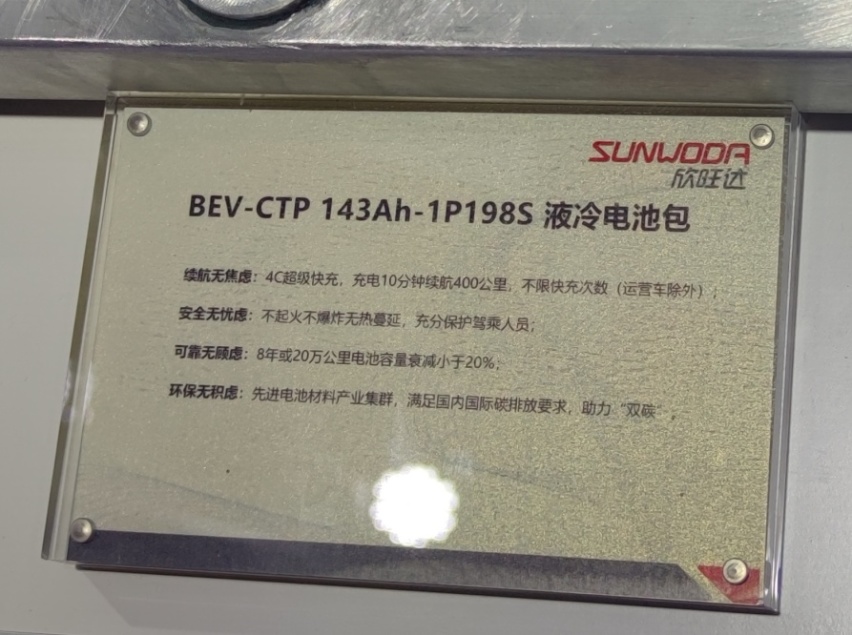 SUNWODA
欣旺达
BEV-CTP 143Ah-1P198S 液冷电池包
续航无焦虑：4C超级快充，充电10分钟续航400公里，不限快充次数（运营车除外）；
安全无忧虑：不起火不爆炸无热蔓延，充分保护驾乘人员；
可靠无顾虑：8年或20万公里电池容量衰减小于20%；
环保无积虑：先进电池材料产业集群，满足国内国际碳排放要求，助力“双碳”。